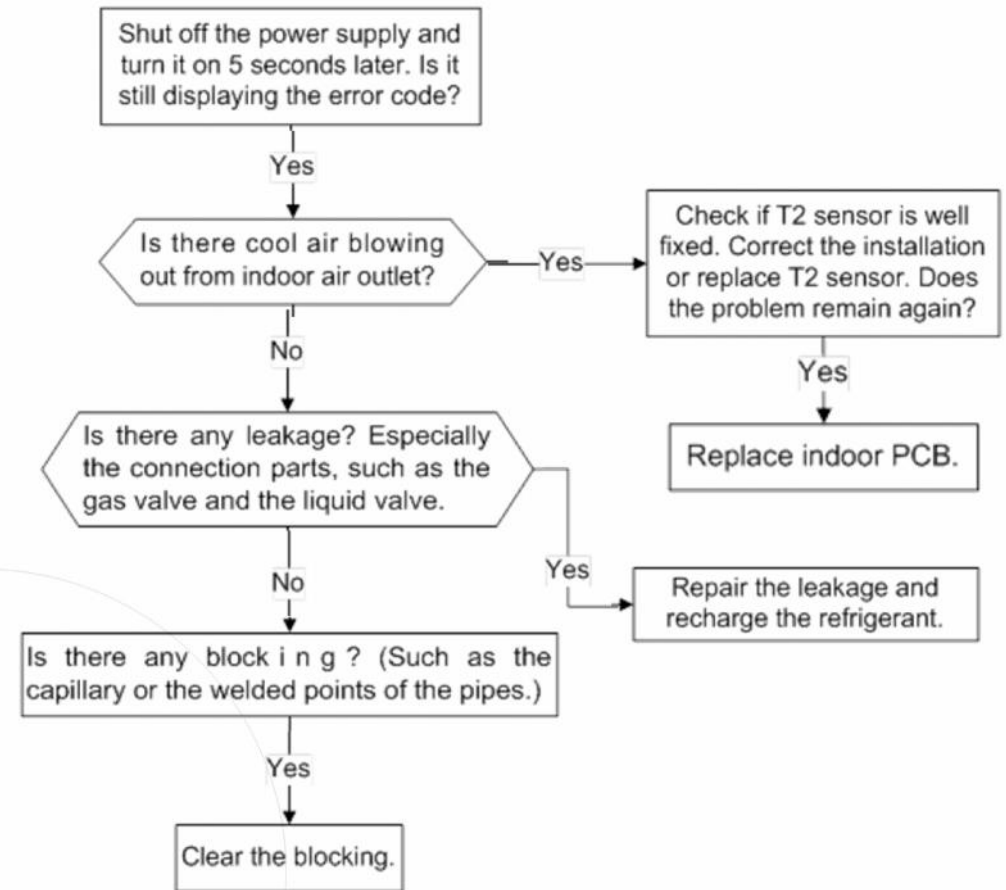 Shut off the power supply and
turn it on 5 seconds later. Is it
still displaying the error code?
Yes
Is there cool air blowing
out from indoor air outlet?
Yes
Check if T2 sensor is well
fixed. Correct the installation
or replace T2 sensor. Does
the problem remain again?
Yes
Replace indoor PCB.
No
Is there any leakage? Especially
the connection parts, such as the
gas valve and the liquid valve.
Yes
Repair the leakage and
recharge the refrigerant.
No
Is there any block i n g ? (Such as the
capillary or the welded points of the pipes.)
Yes
Clear the blocking.